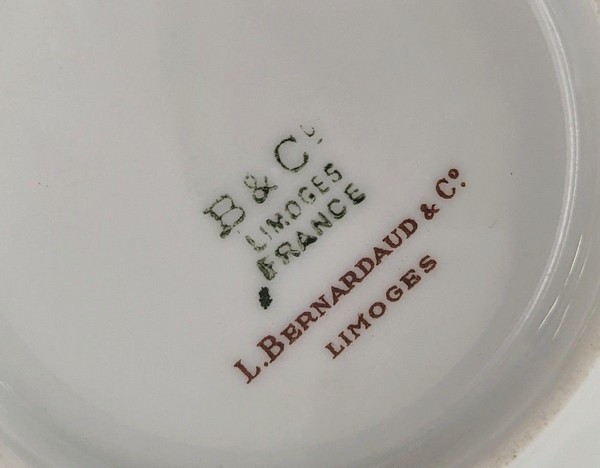 B & Cº
LIMOGES
FRANCE
L. BERNARDAUD & Cº.
LIMOGES